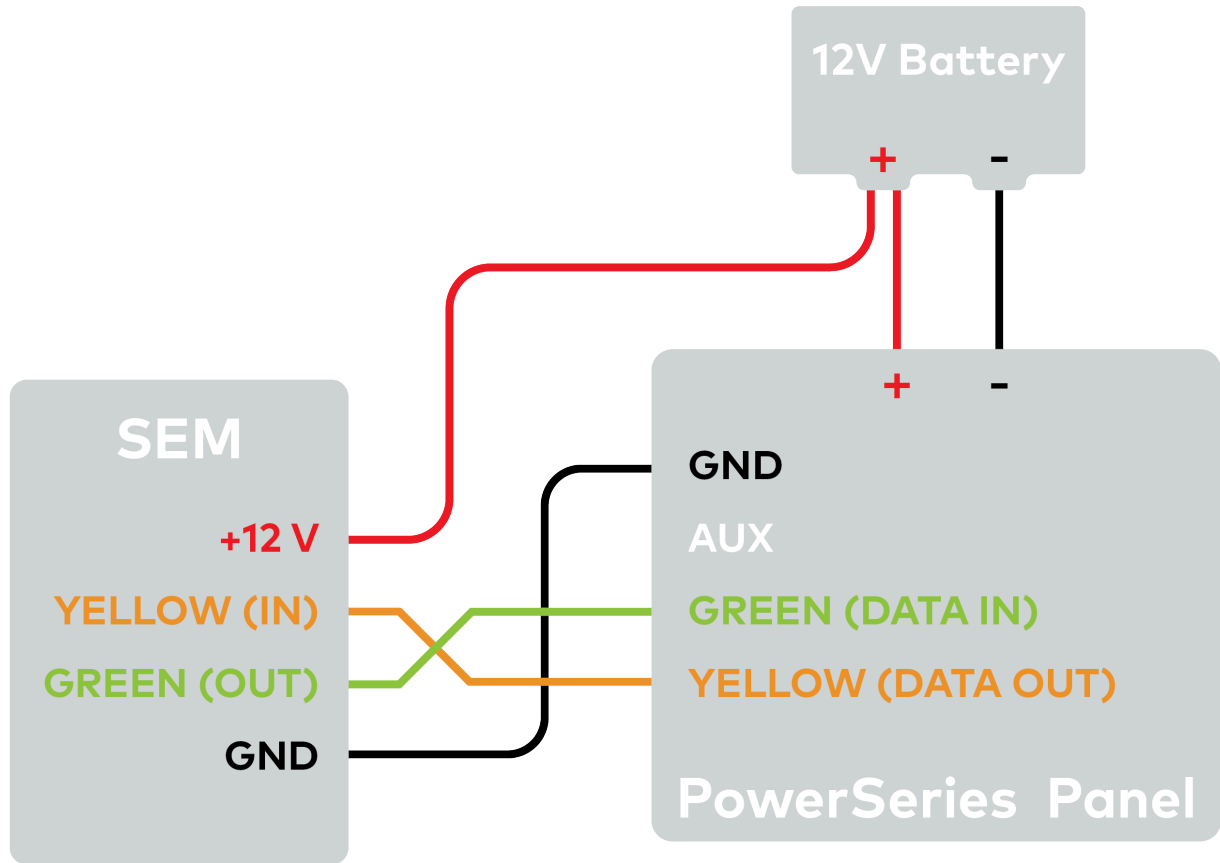 12V Battery
+ -
+ -
SEM
+12 V
YELLOW (IN)
GREEN (OUT)
GND
GND
AUX
GREEN (DATA IN)
YELLOW (DATA OUT)
PowerSeries Panel